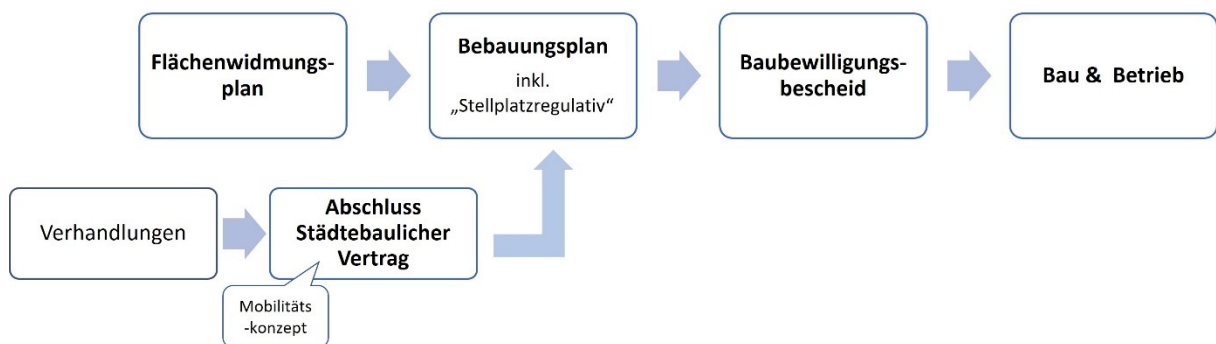 Flächenwidmungs-
plan
Bebauungsplan
inkl.
„Stellplatzregulativ“
Baubewilligungs-
bescheid
Bau & Betrieb
Verhandlungen
Abschluss
Städtebaulicher
Vertrag
Mobilitäts
-konzept